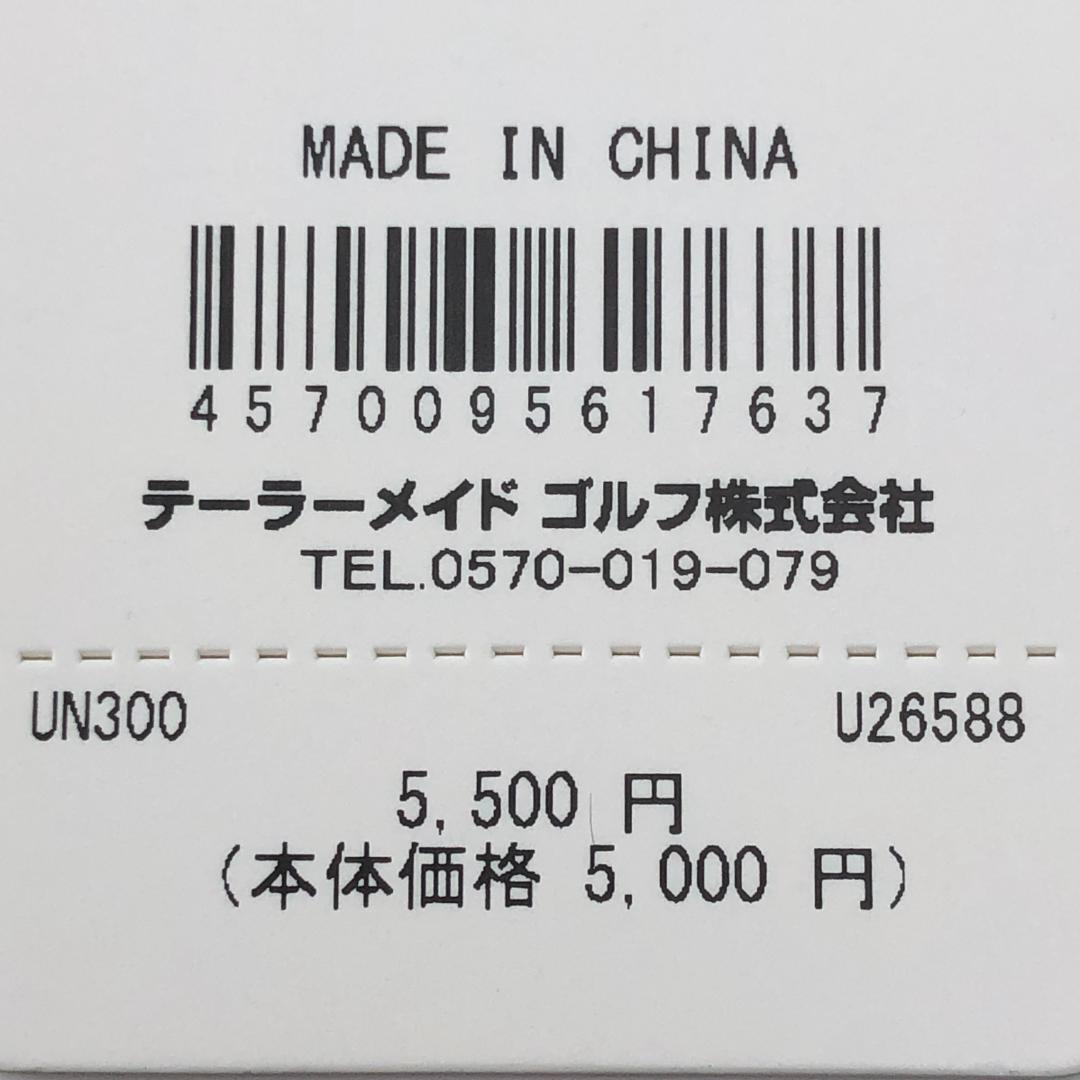 MADE IN CHINA
4570095617637
テーラーメイド ゴルフ株式会社
TEL.0570-019-079
UN300 U26588
5,500 円
(本体価格 5,000 円)